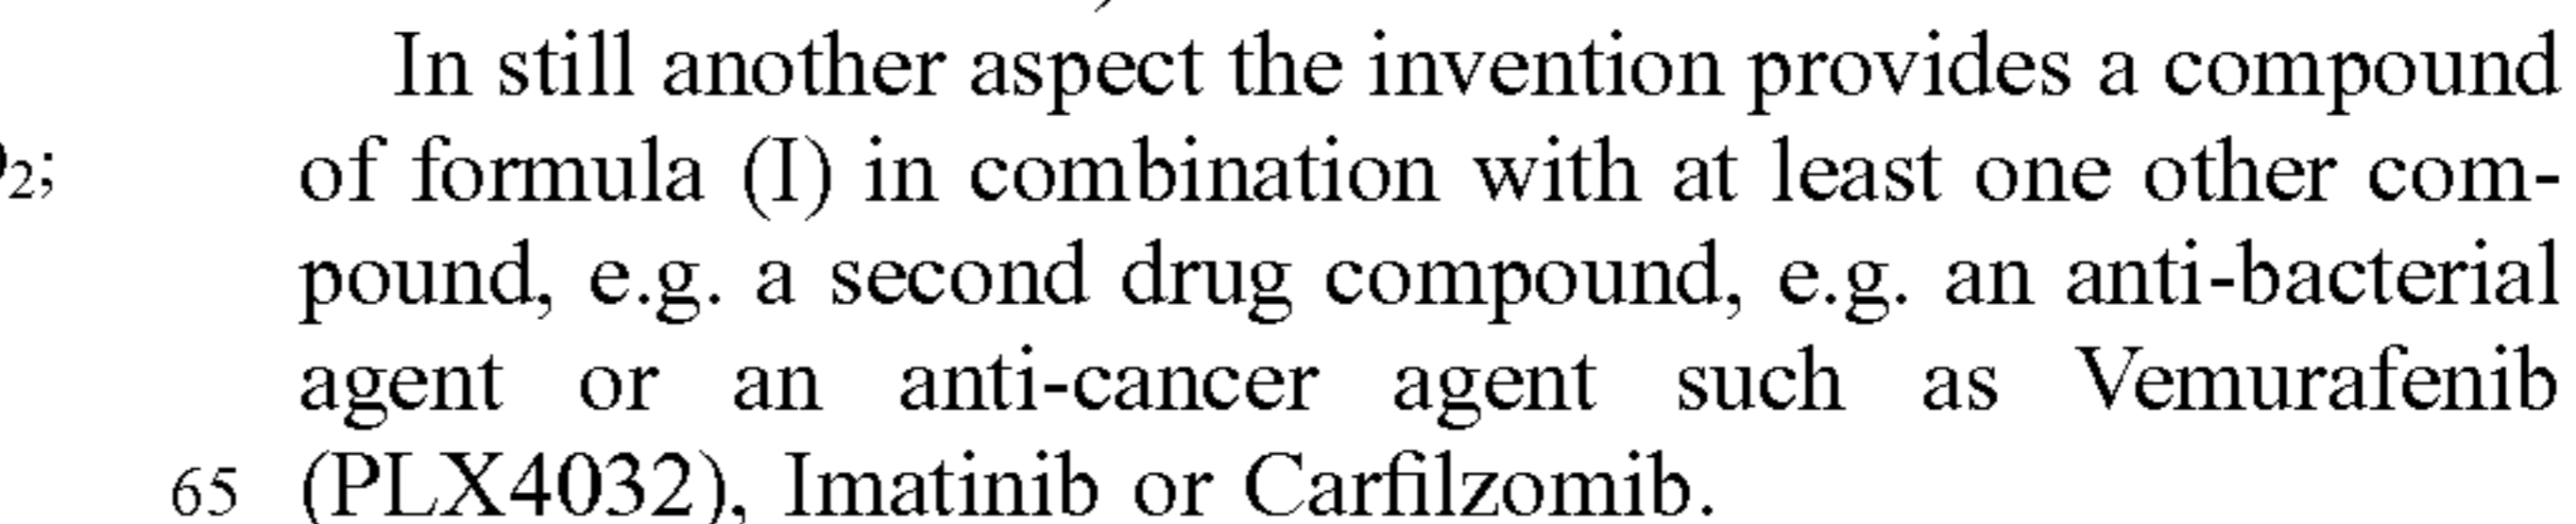 In still another aspect the invention provides a compound
2; of formula (I) in combination with at least one other com-
pound, e.g. a second drug compound, e.g. an anti-bacterial
agent or an anti-cancer agent such as Vemurafenib
65 (PLX4032), Imatinib or Carfilzomib.